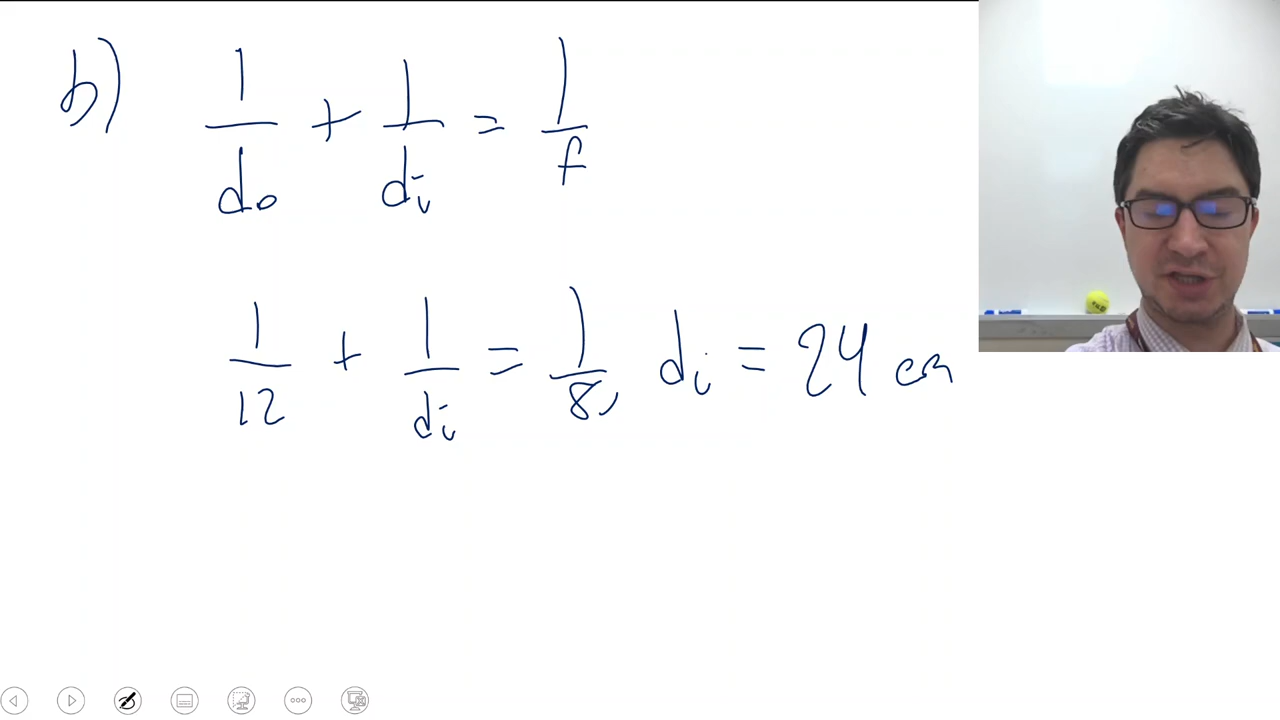 b) 1/do + 1/di = 1/f
1/12 + 1/di = 1/8, di = 24 cm